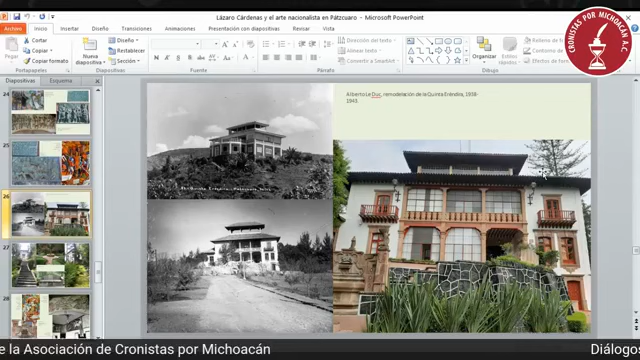 Lázaro Cárdenas y el arte nacionalista en Pátzcuaro - Microsoft PowerPoint
Archivo Inicio Insertar Diseño Transiciones Animaciones Presentación con diapositivas Revisar Vista
Pegar
Cortar
Copiar
Copiar formato
Portapapeles
Nueva diapositiva
Diseño
Restablecer
Sección
Diapositivas
Fuente
Dirección del texto
Alinear texto
Convertir a SmartArt
Párrafo
Organizar
Estilos rápidos
Relleno de forma
Contorno de
Efectos de formas
Dibujo
CRONISTAS POR MICHOACÁN A.C.
Diapositivas Esquema
24
25
26
27
28
Alberto Le Duc, remodelación de la Quinta Eréndira, 1938-
1943.
e la Asociación de Cronistas por Michoacán
Diálogos